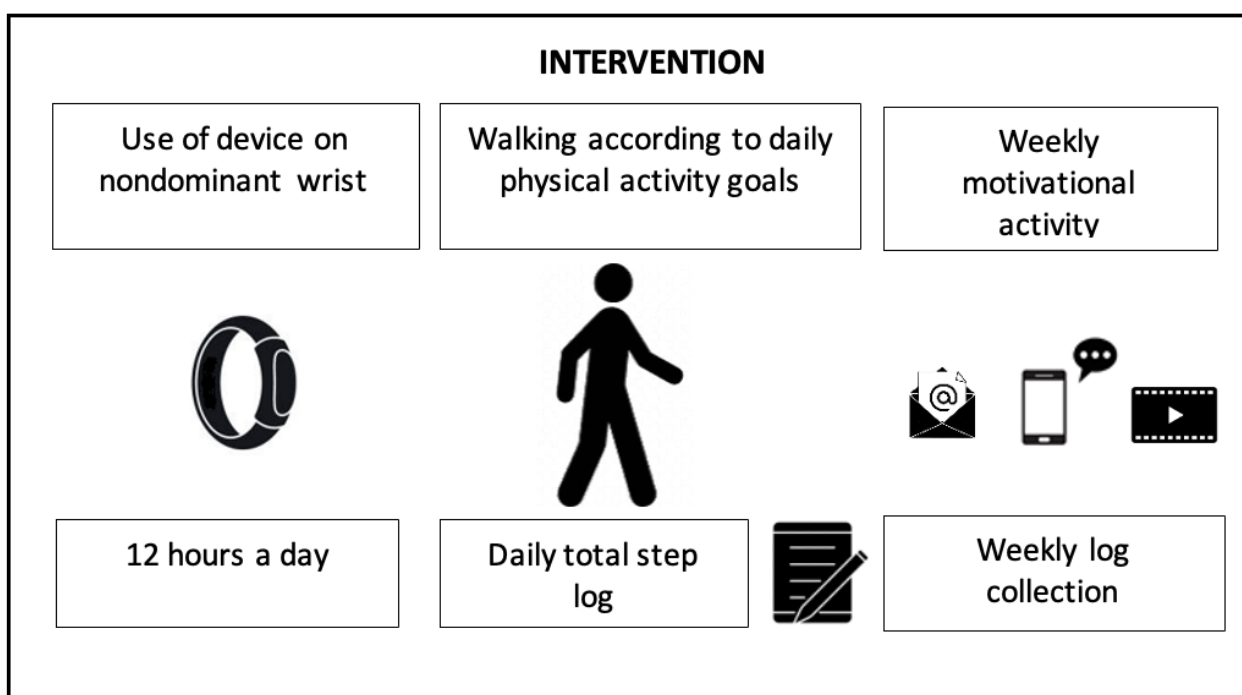 INTERVENTION
Use of device on
nondominant wrist
Walking according to daily
physical activity goals
Weekly
motivational
activity
@
12 hours a day
Daily total step
log
Weekly log
collection